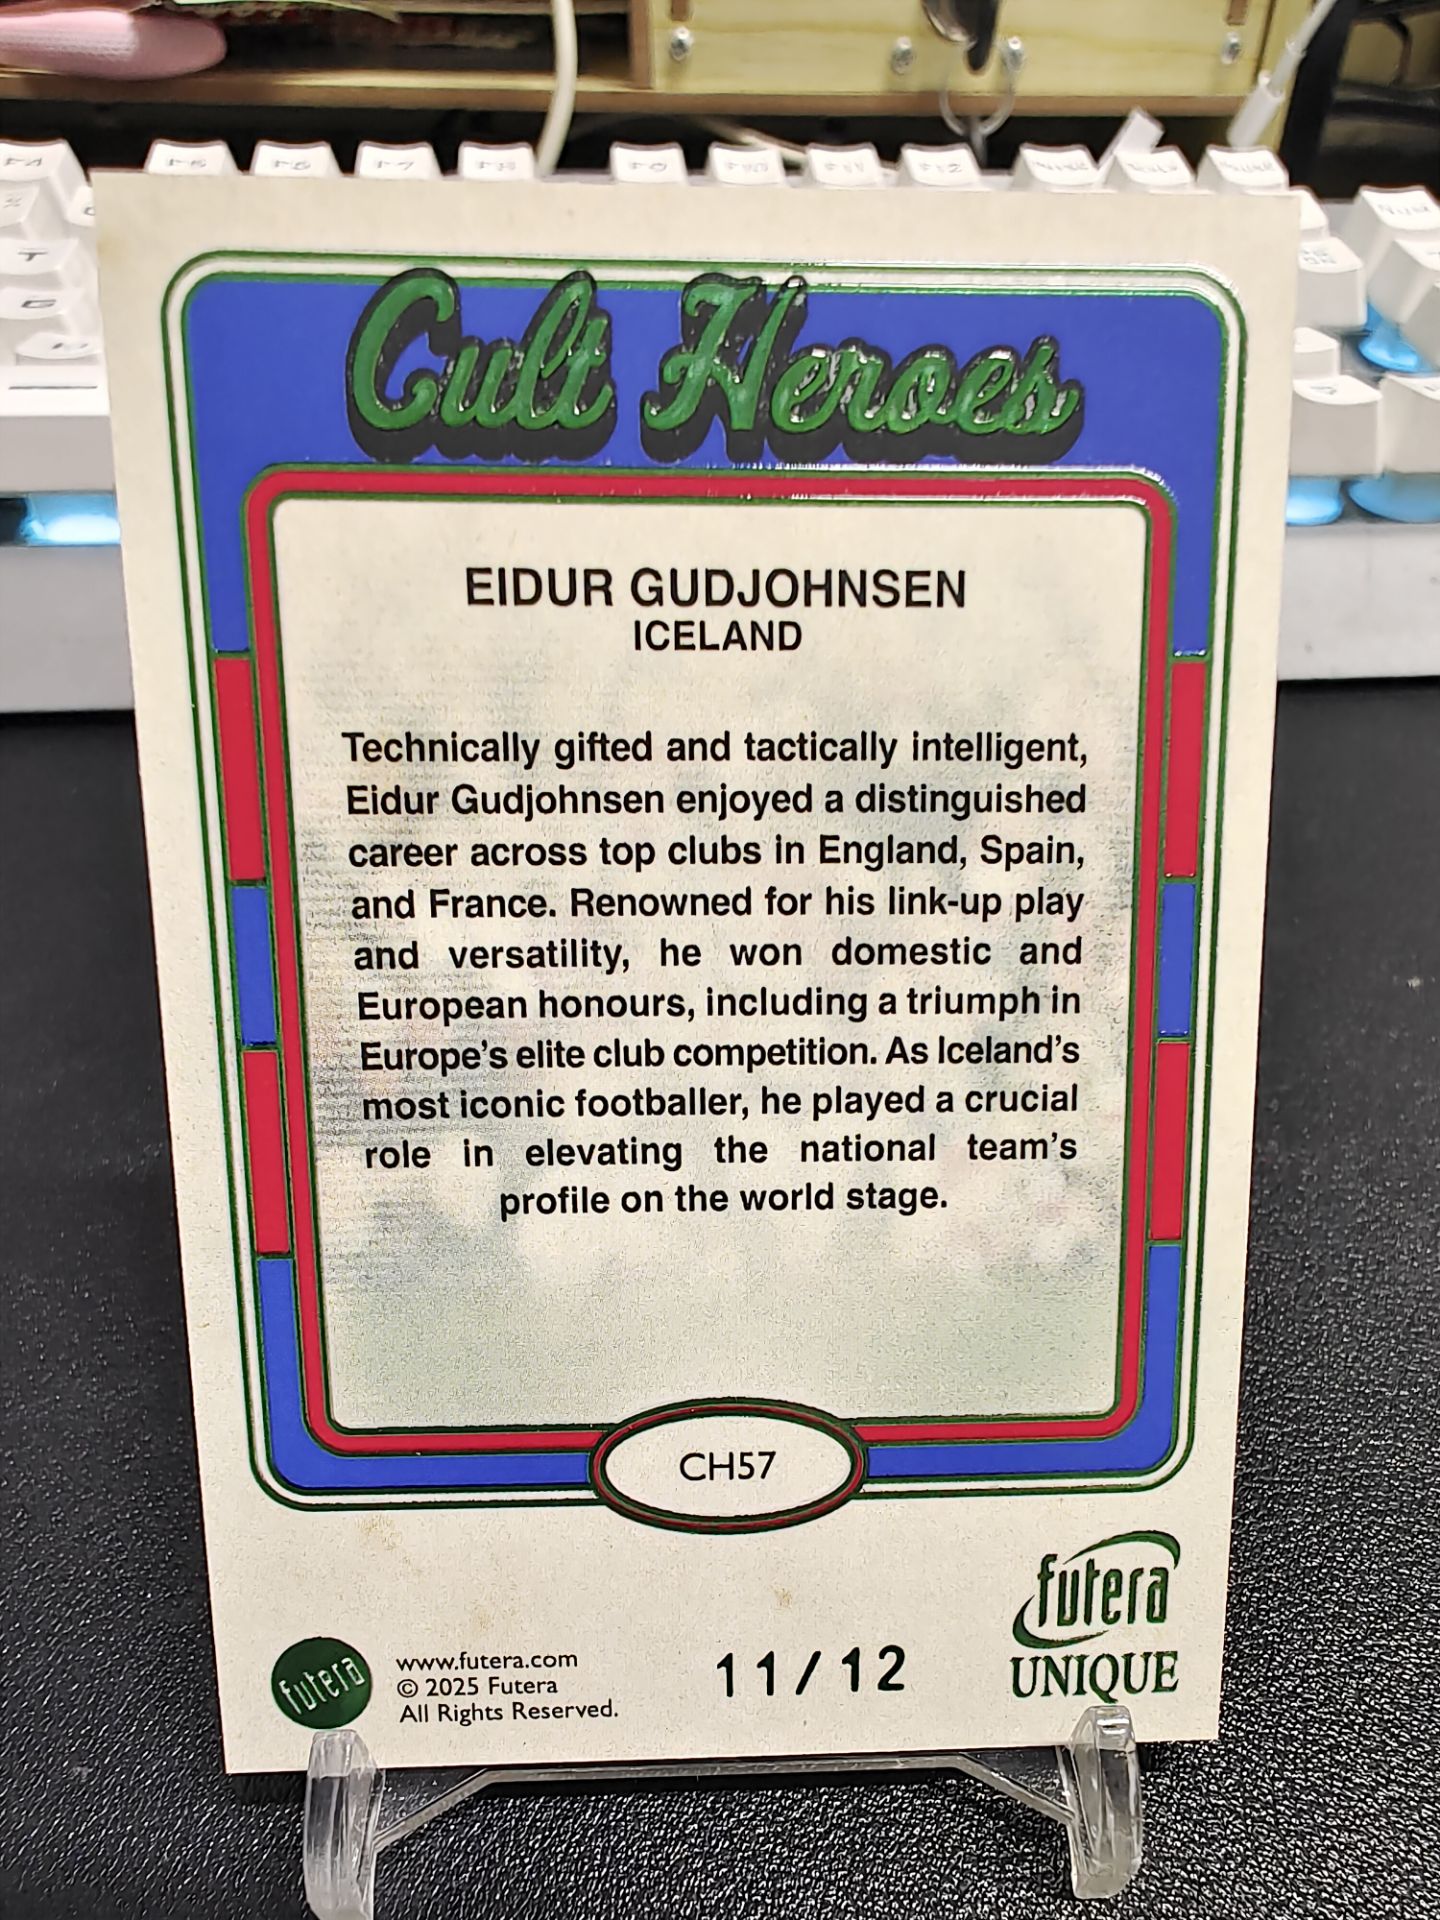 Cult Heroes
EIDUR GUDJOHNSEN
ICELAND
Technically gifted and tactically intelligent,
Eidur Gudjohnsen enjoyed a distinguished
career across top clubs in England, Spain,
and France. Renowned for his link-up play
and versatility, he won domestic and
European honours, including a triumph in
Europe's elite club competition. As Iceland's
most iconic footballer, he played a crucial
role in elevating the national team's
profile on the world stage.
CH57
futera
UNIQUE
futera
www.futera.com
© 2025 Futera
All Rights Reserved.
11/12